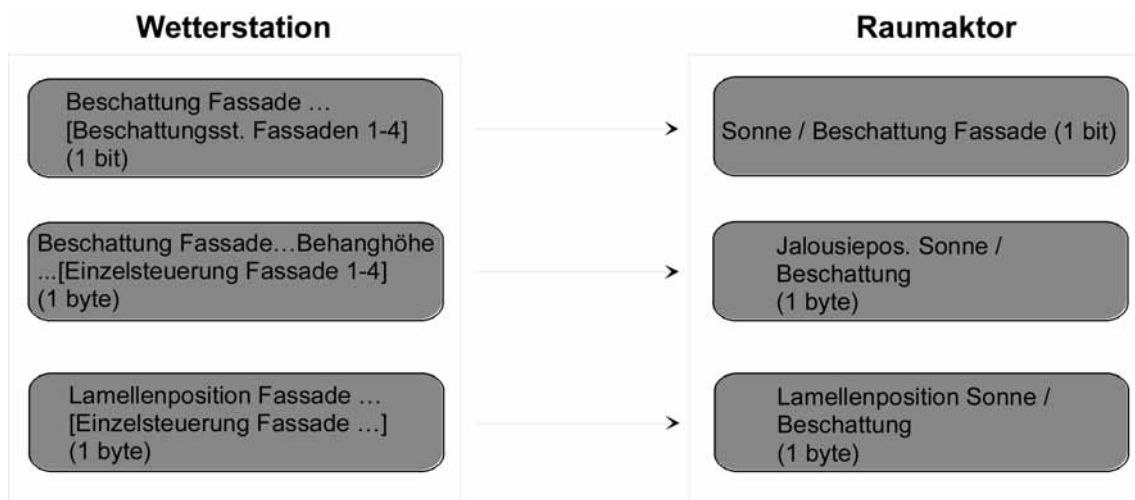 Wetterstation
Raumaktor
Beschattung Fassade …
[Beschattungsst. Fassaden 1-4]
(1 bit)
Sonne / Beschattung Fassade (1 bit)
Beschattung Fassade…Behanghöhe
...[Einzelsteuerung Fassade 1-4]
(1 byte)
Jalousiepos. Sonne /
Beschattung
(1 byte)
Lamellenposition Fassade …
[Einzelsteuerung Fassade …]
(1 byte)
Lamellenposition Sonne /
Beschattung
(1 byte)